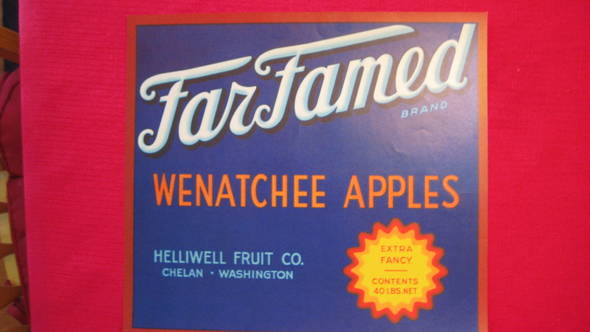 FarFamed
BRAND
WENATCHEE APPLES
HELLIWELL FRUIT CO.
CHELAN · WASHINGTON
EXTRA
FANCY
CONTENTS
40 LBS. NET